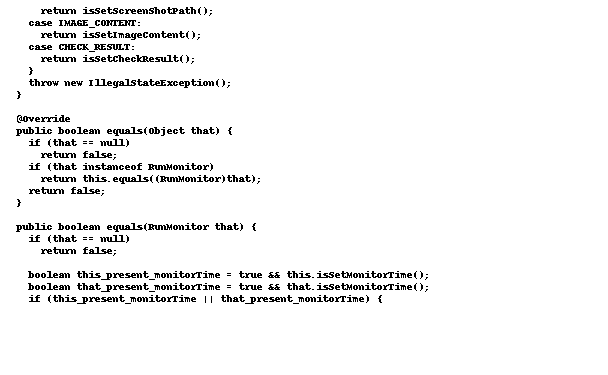 return isSetScreenShotPath();
case IMAGE_CONTENT:
return isSetImageContent();
case CHECK_RESULT:
return isSetCheckResult();
}
throw new IllegalStateException();
}
@Override
public boolean equals(Object that) {
if (that == null)
return false;
if (that instanceof RunMonitor)
return this.equals((RunMonitor)that);
return false;
}
public boolean equals(RunMonitor that) {
if (that == null)
return false;
boolean this_present_monitorTime = true && this.isSetMonitorTime();
boolean that_present_monitorTime = true && that.isSetMonitorTime();
if (this_present_monitorTime || that_present_monitorTime) {